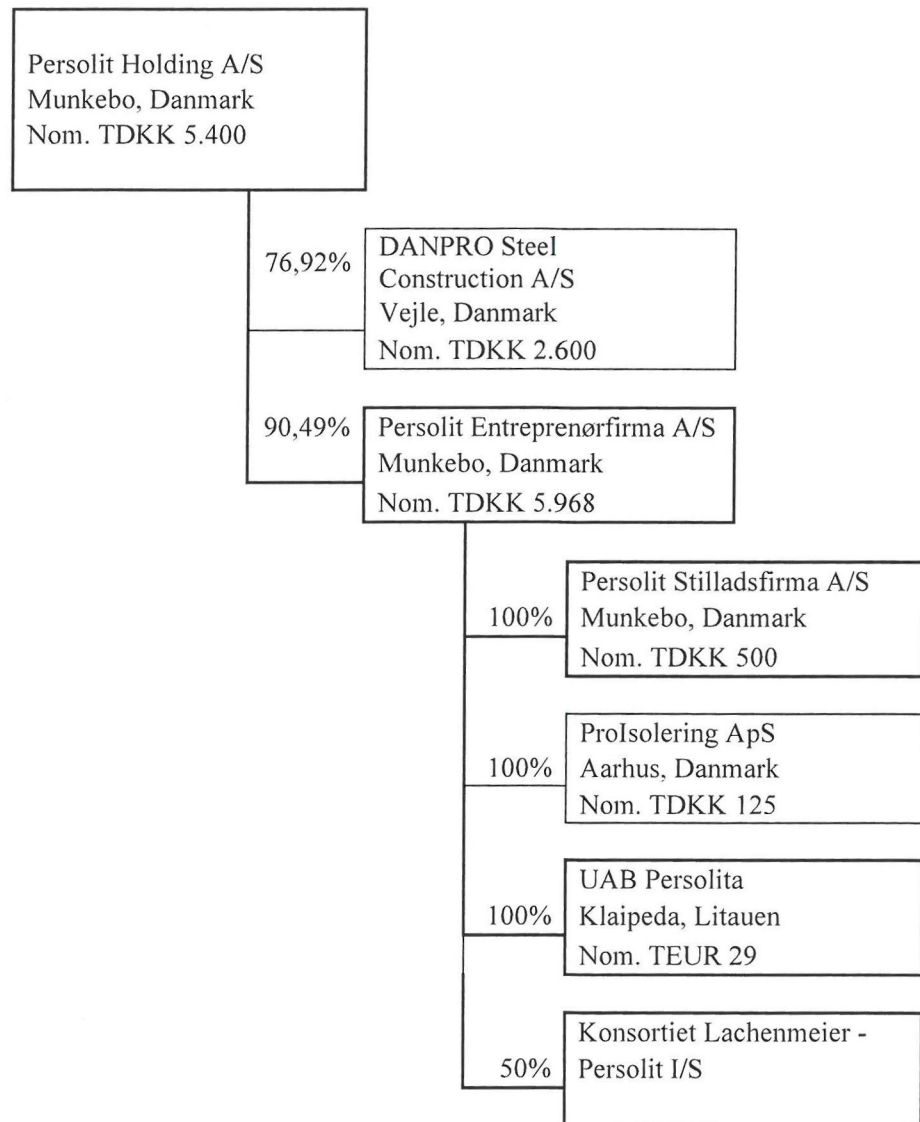 Persolit Holding A/S
Munkebo, Danmark
Nom. TDKK 5.400
76,92%
DANPRO Steel
Construction A/S
Vejle, Danmark
Nom. TDKK 2.600
90,49%
Persolit Entreprenørfirma A/S
Munkebo, Danmark
Nom. TDKK 5.968
100%
Persolit Stilladsfirma A/S
Munkebo, Danmark
Nom. TDKK 500
100%
ProIsolering ApS
Aarhus, Danmark
Nom. TDKK 125
100%
UAB Persolita
Klaipeda, Litauen
Nom. TEUR 29
50%
Konsortiet Lachenmeier -
Persolit I/S